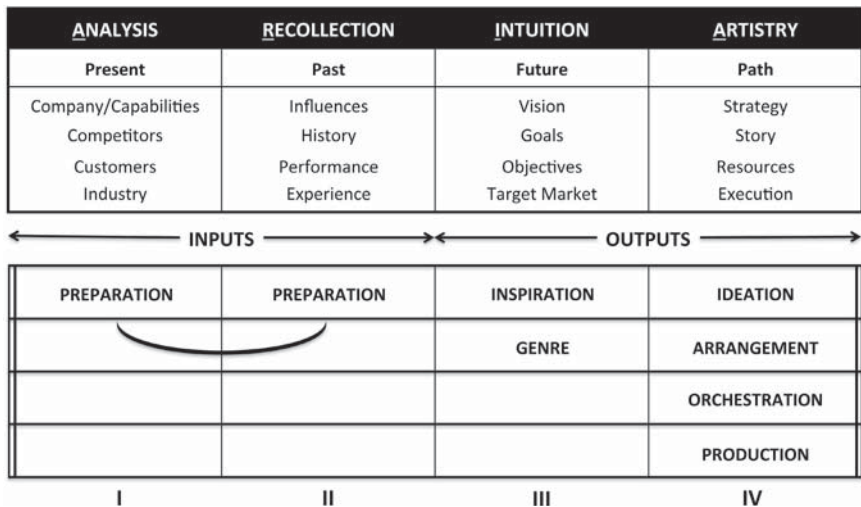 ANALYSIS RECOLLECTION INTUITION ARTISTRY
Present Past Future Path
Company/Capabilities Influences Vision Strategy
Competitors History Goals Story
Customers Performance Objectives Resources
Industry Experience Target Market Execution
INPUTS OUTPUTS
PREPARATION PREPARATION INSPIRATION IDEATION
GENRE ARRANGEMENT
ORCHESTRATION
PRODUCTION
I II III IV